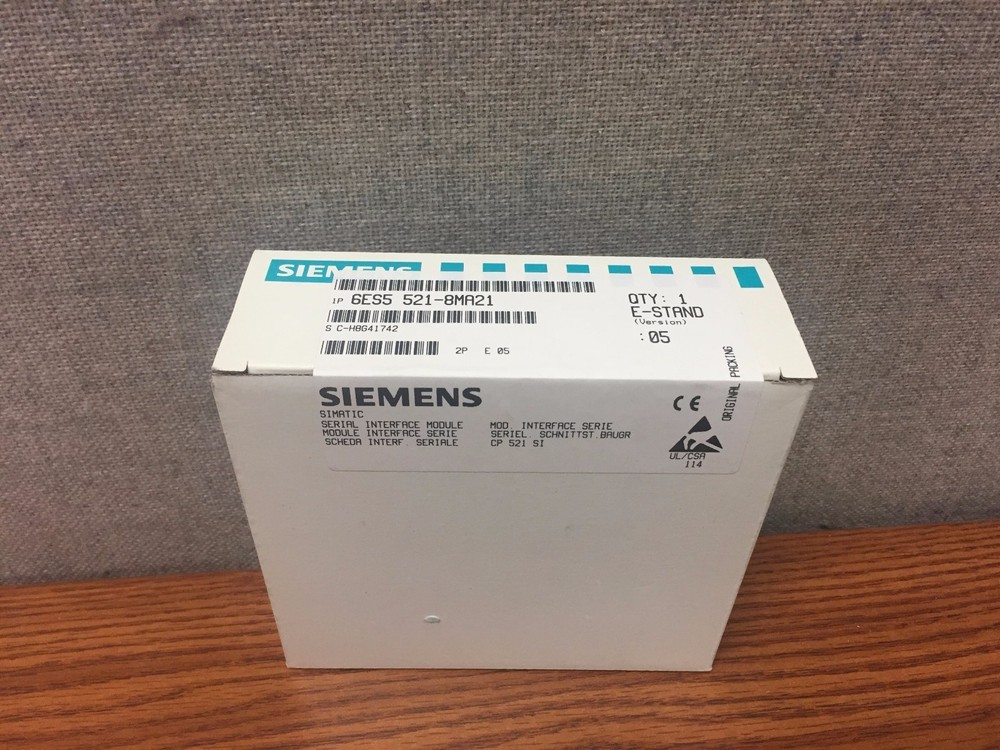 SIEMENS
1P 6ES5 521-8MA21
QTY: 1
E-STAND
(Version)
: 05
S C-H8G41742
2P E 05
SIEMENS
SIMATIC
SERIAL INTERFACE MODULE MOD. INTERFACE SERIE
MODULE INTERFACE SERIE SERIEL. SCHNITTST.BAUGR
SCHEDA INTERF. SERIALE CP 521 SI
CE
UL/CSA
114
ORIGINAL PACKING